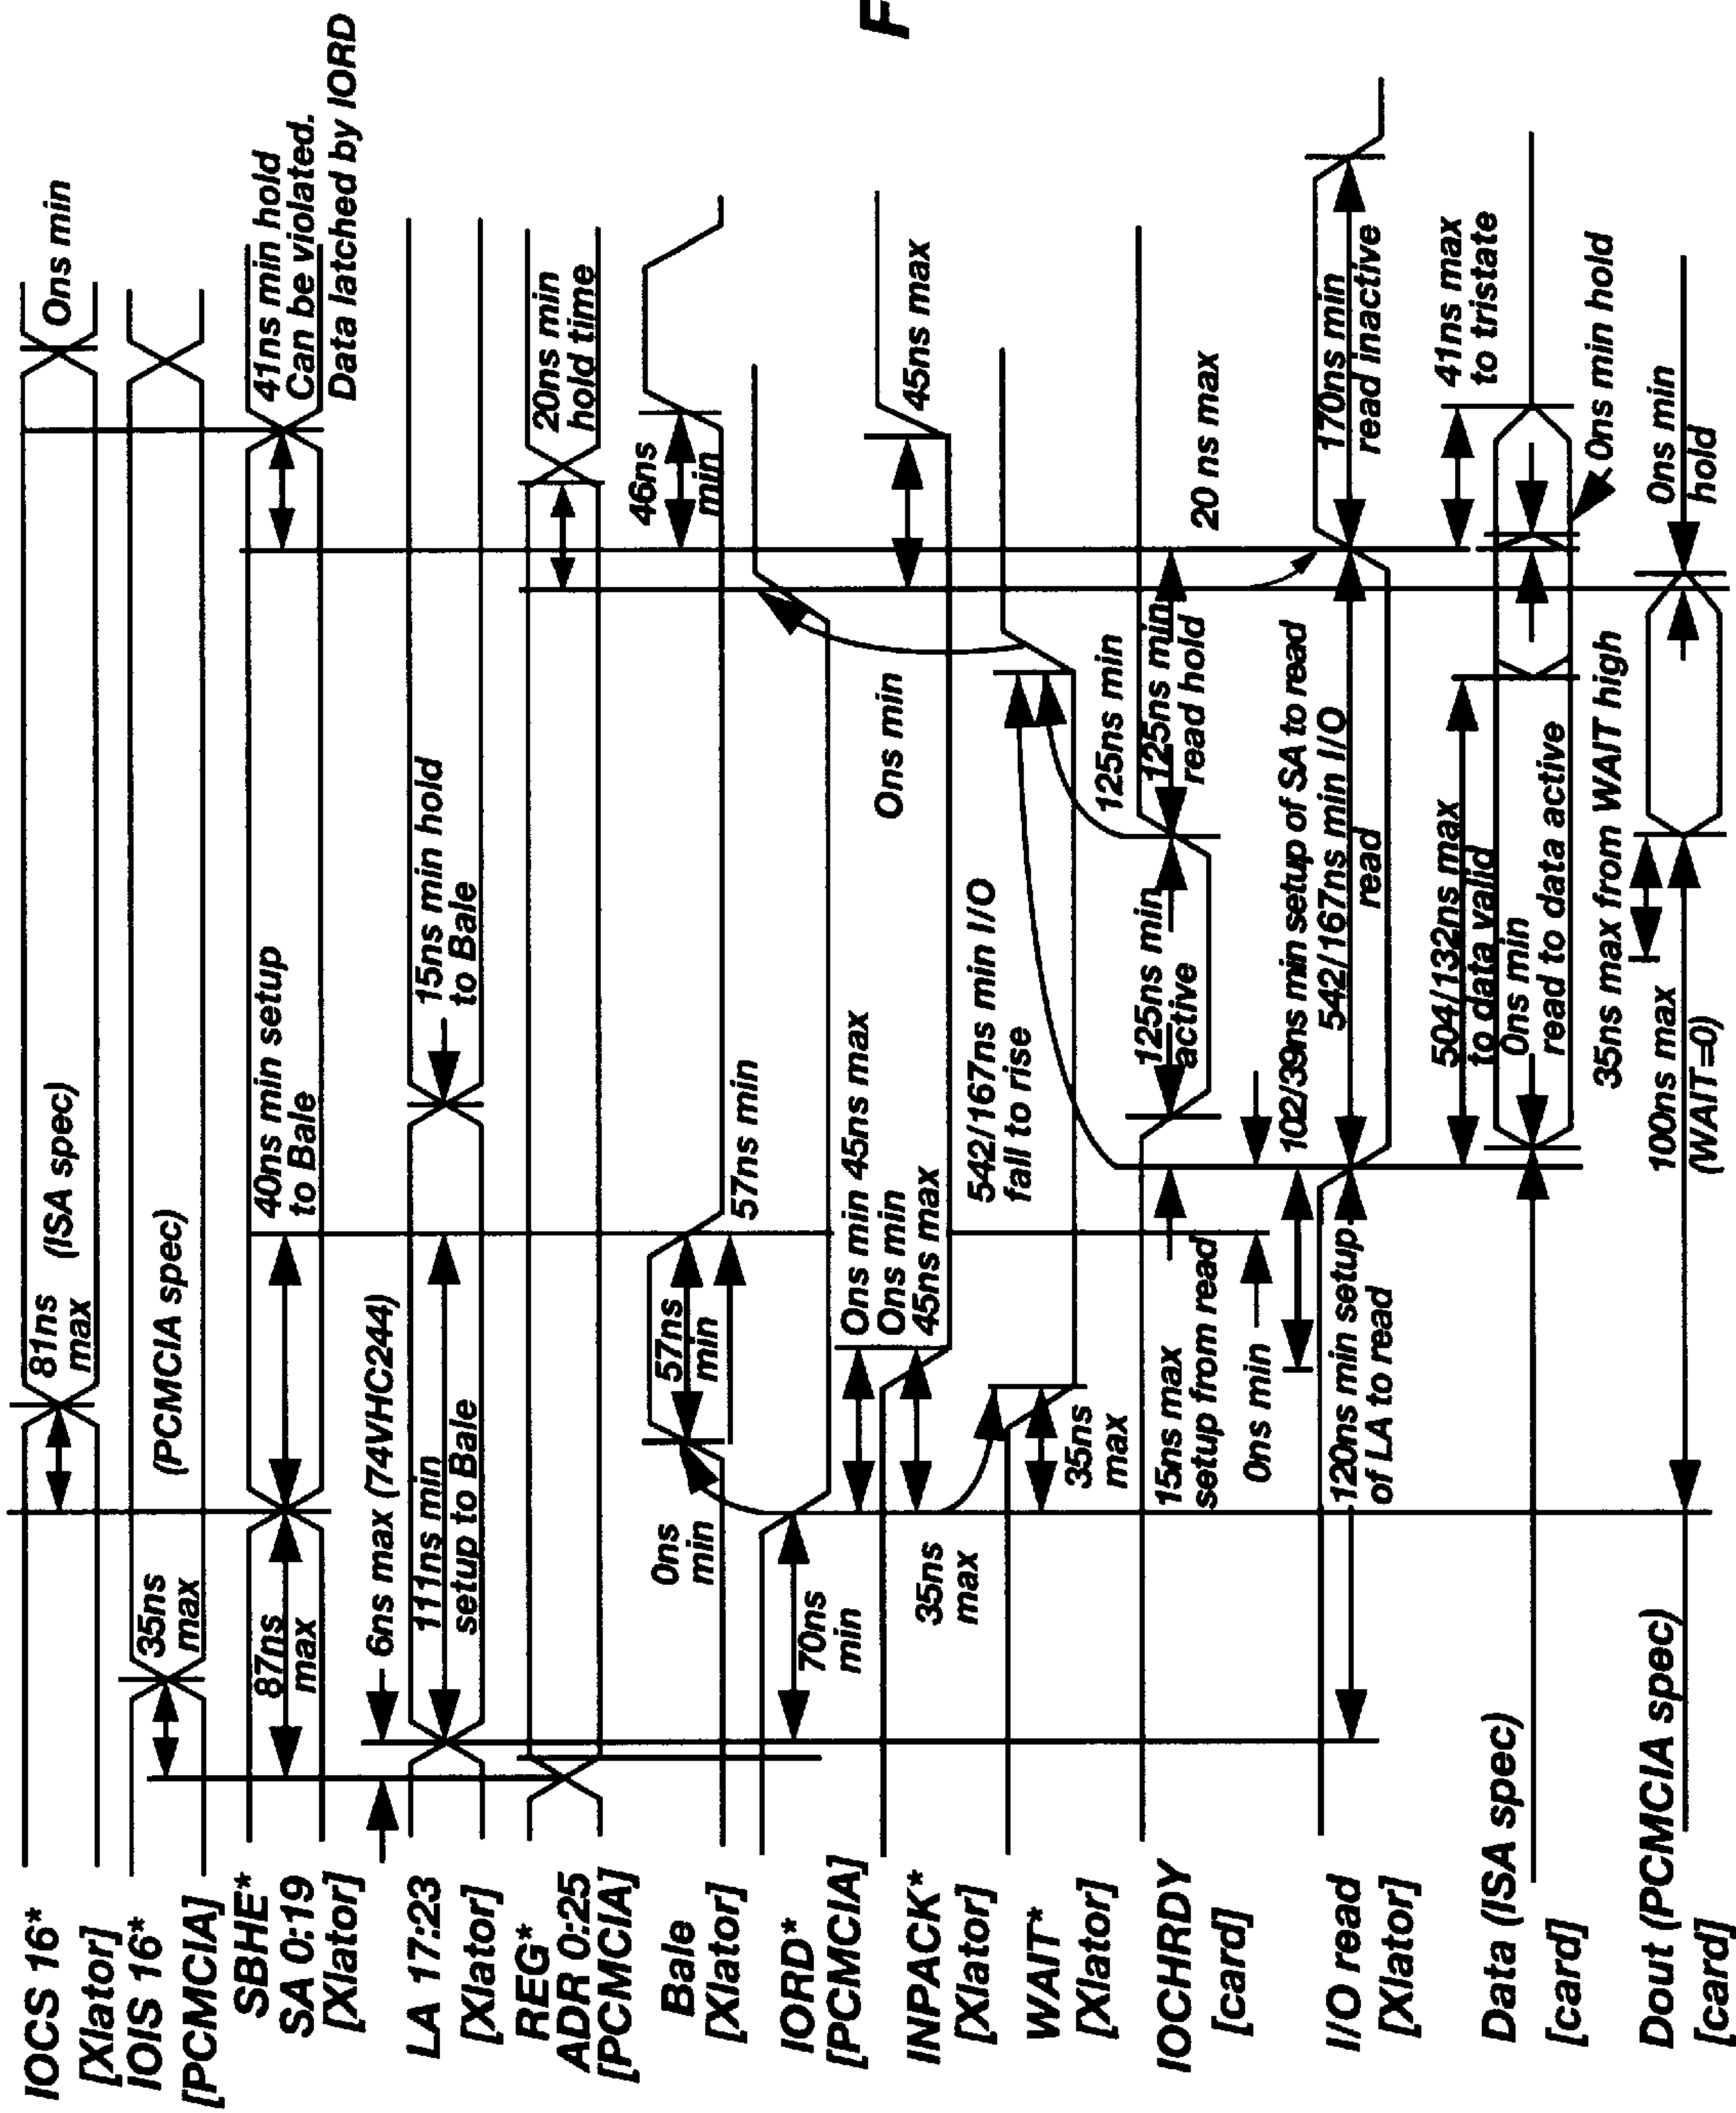 IOCS 16*
[Xlator]
81ns
max
(ISA spec)
0ns min
IOIS 16*
[PCMCIA]
35ns
max
(PCMCIA spec)
SBHE*
SA 0:19
[Xlator]
87ns
max
40ns min setup
to Bale
41ns min hold
Can be violated.
Data latched by IORD
6ns max (74VHC244)
LA 17:23
[Xlator]
111ns min
setup to Bale
15ns min hold
to Bale
REG*
ADR 0:25
[PCMCIA]
20ns min
hold time
Bale
[Xlator]
0ns
min
57ns
min
57ns min
46ns
min
IORD*
[PCMCIA]
70ns
min
INPACK*
[Xlator]
0ns min 45ns max
0ns min
45ns max
0ns min
45ns max
35ns
max
WAIT*
[Xlator]
35ns
max
542/167ns min I/O
fall to rise
125ns min
IOCHRDY
[card]
15ns max
setup from read
125ns min
active
125ns min
read hold
20 ns max
0ns min
102/39ns min setup of SA to read
I/O read
[Xlator]
120ns min setup
of LA to read
542/167ns min I/O
read
170ns min
read inactive
504/132ns max
to data valid
41ns max
to tristate
Data (ISA spec)
[card]
0ns min
read to data active
0ns min hold
35ns max from WAIT high
Dout (PCMCIA spec)
[card]
100ns max
(WAIT=0)
0ns min
hold
F